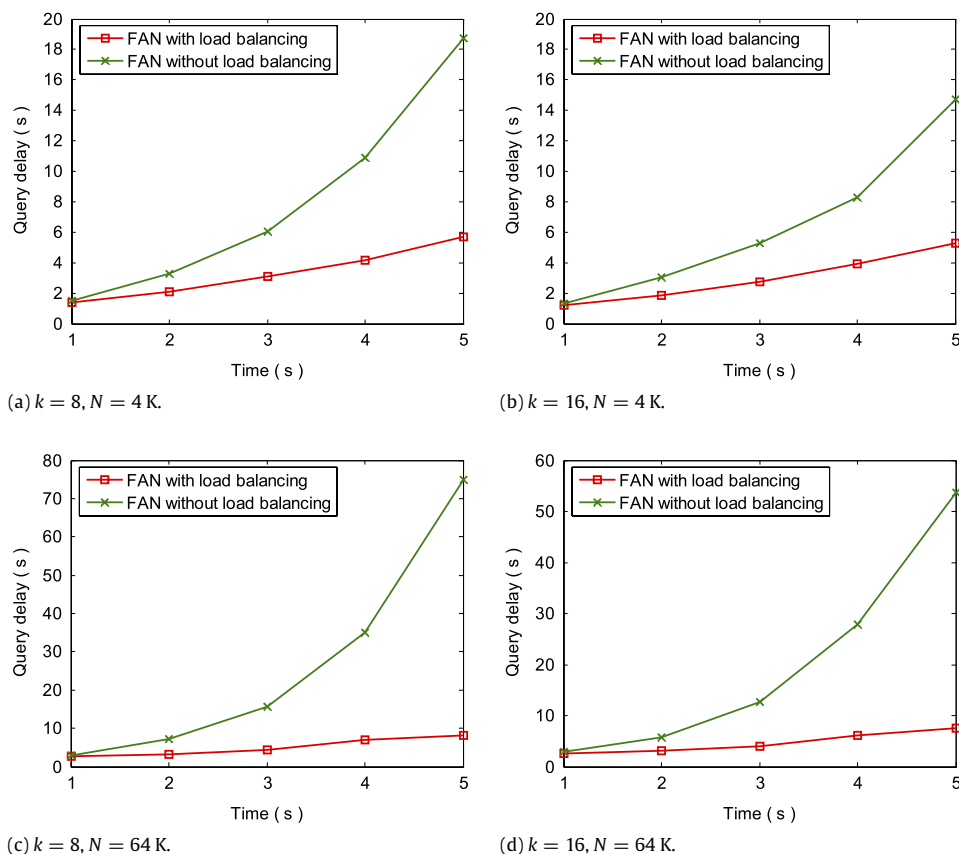 20
18
16
14
12
10
8
6
4
2
0
Query delay ( s )
FAN with load balancing
FAN without load balancing
1 2 3 4 5
Time ( s )
(a) k = 8, N = 4 K.
20
18
16
14
12
10
8
6
4
2
0
Query delay ( s )
FAN with load balancing
FAN without load balancing
1 2 3 4 5
Time ( s )
(b) k = 16, N = 4 K.
80
70
60
50
40
30
20
10
0
Query delay ( s )
FAN with load balancing
FAN without load balancing
1 2 3 4 5
Time ( s )
(c) k = 8, N = 64 K.
60
50
40
30
20
10
0
Query delay ( s )
FAN with load balancing
FAN without load balancing
1 2 3 4 5
Time ( s )
(d) k = 16, N = 64 K.